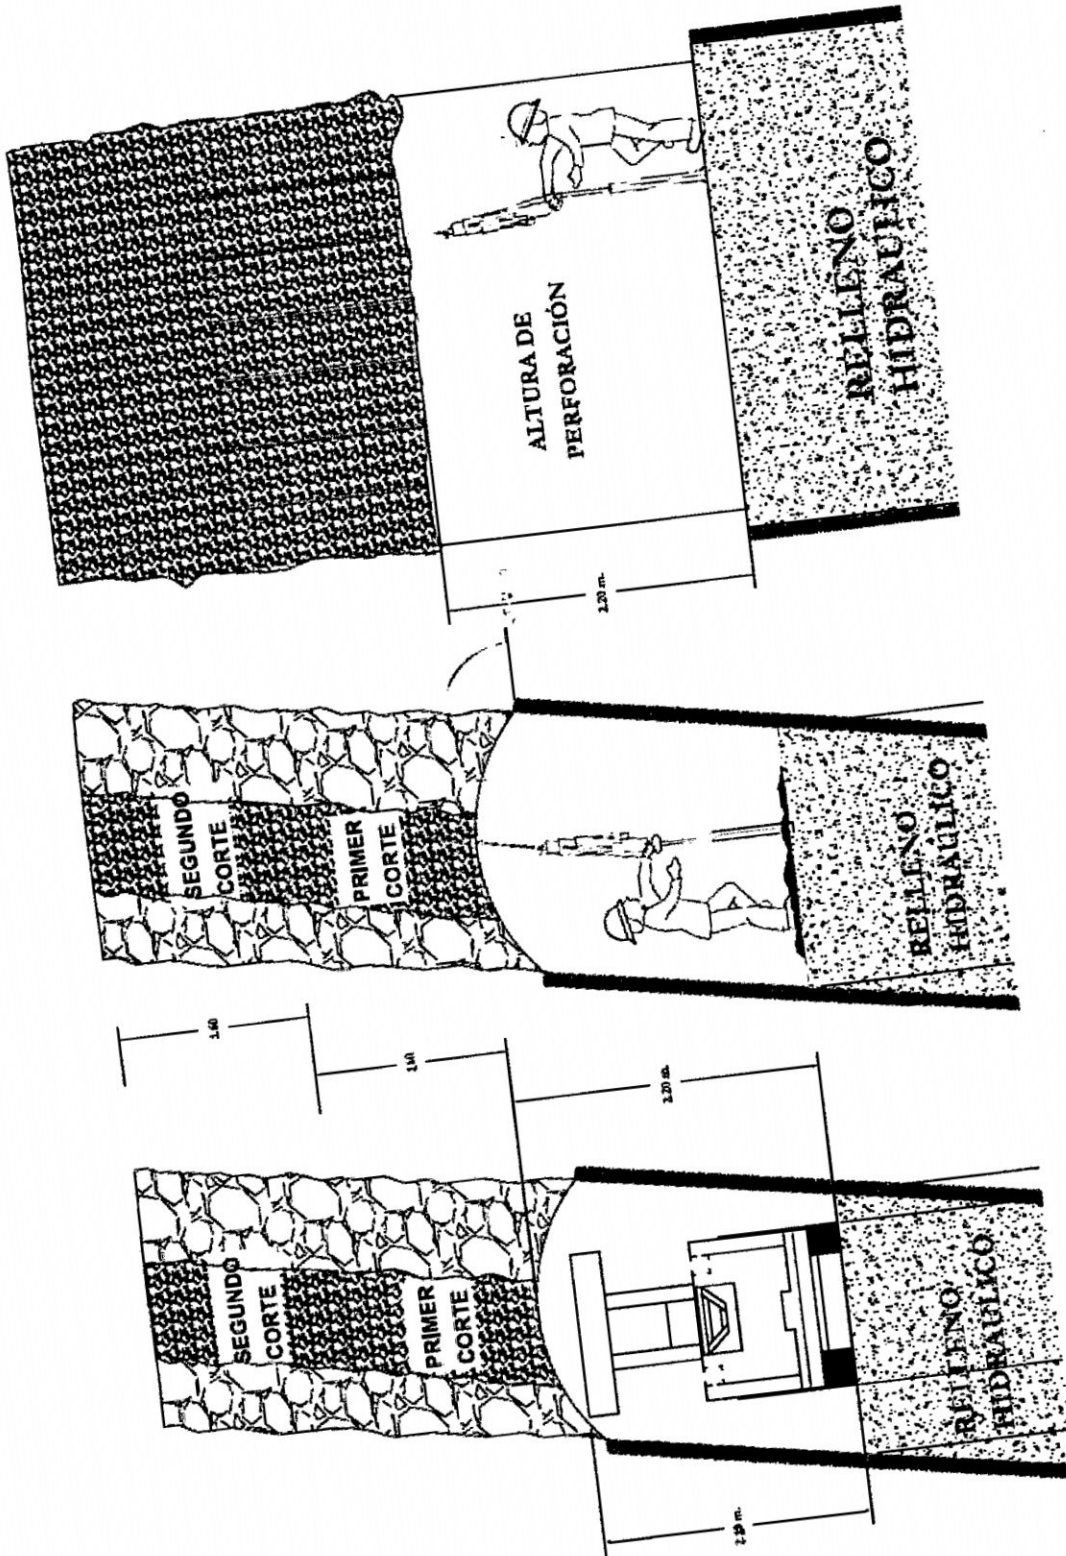 ALTURA DE
PERFORACIÓN
2.20 m.
RELLENO
HIDRAULICO
SEGUNDO
CORTE
PRIMER
CORTE
RELLENO
HIDRAULICO
1.60
2.20 m.
SEGUNDO
CORTE
PRIMER
CORTE
RELLENO
HIDRAULICO